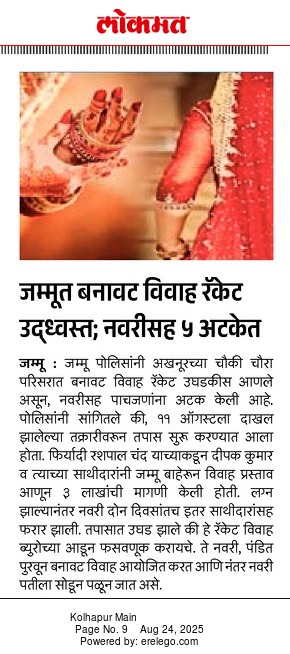 लोकमत
जम्मूत बनावट विवाह रॅकेट
उद्ध्वस्त; नवरीसह ५ अटकेत
जम्मू : जम्मू पोलिसांनी अखनूरच्या चौकी चौरा
परिसरात बनावट विवाह रॅकेट उघडकीस आणले
असून, नवरीसह पाचजणांना अटक केली आहे.
पोलिसांनी सांगितले की, ११ ऑगस्टला दाखल
झालेल्या तक्रारीवरून तपास सुरू करण्यात आला
होता. फिर्यादी रशपाल चंद याच्याकडून दीपक कुमार
व त्याच्या साथीदारांनी जम्मू बाहेरून विवाह प्रस्ताव
आणून ३ लाखांची मागणी केली होती. लग्न
झाल्यानंतर नवरी दोन दिवसांतच इतर साथीदारांसह
फरार झाली. तपासात उघड झाले की हे रॅकेट विवाह
ब्युरोच्या आडून फसवणूक करायचे. ते नवरी, पंडित
पुरवून बनावट विवाह आयोजित करत आणि नंतर नवरी
पतीला सोडून पळून जात असे.
Kolhapur Main
Page No. 9 Aug 24, 2025
Powered by: erelego.com